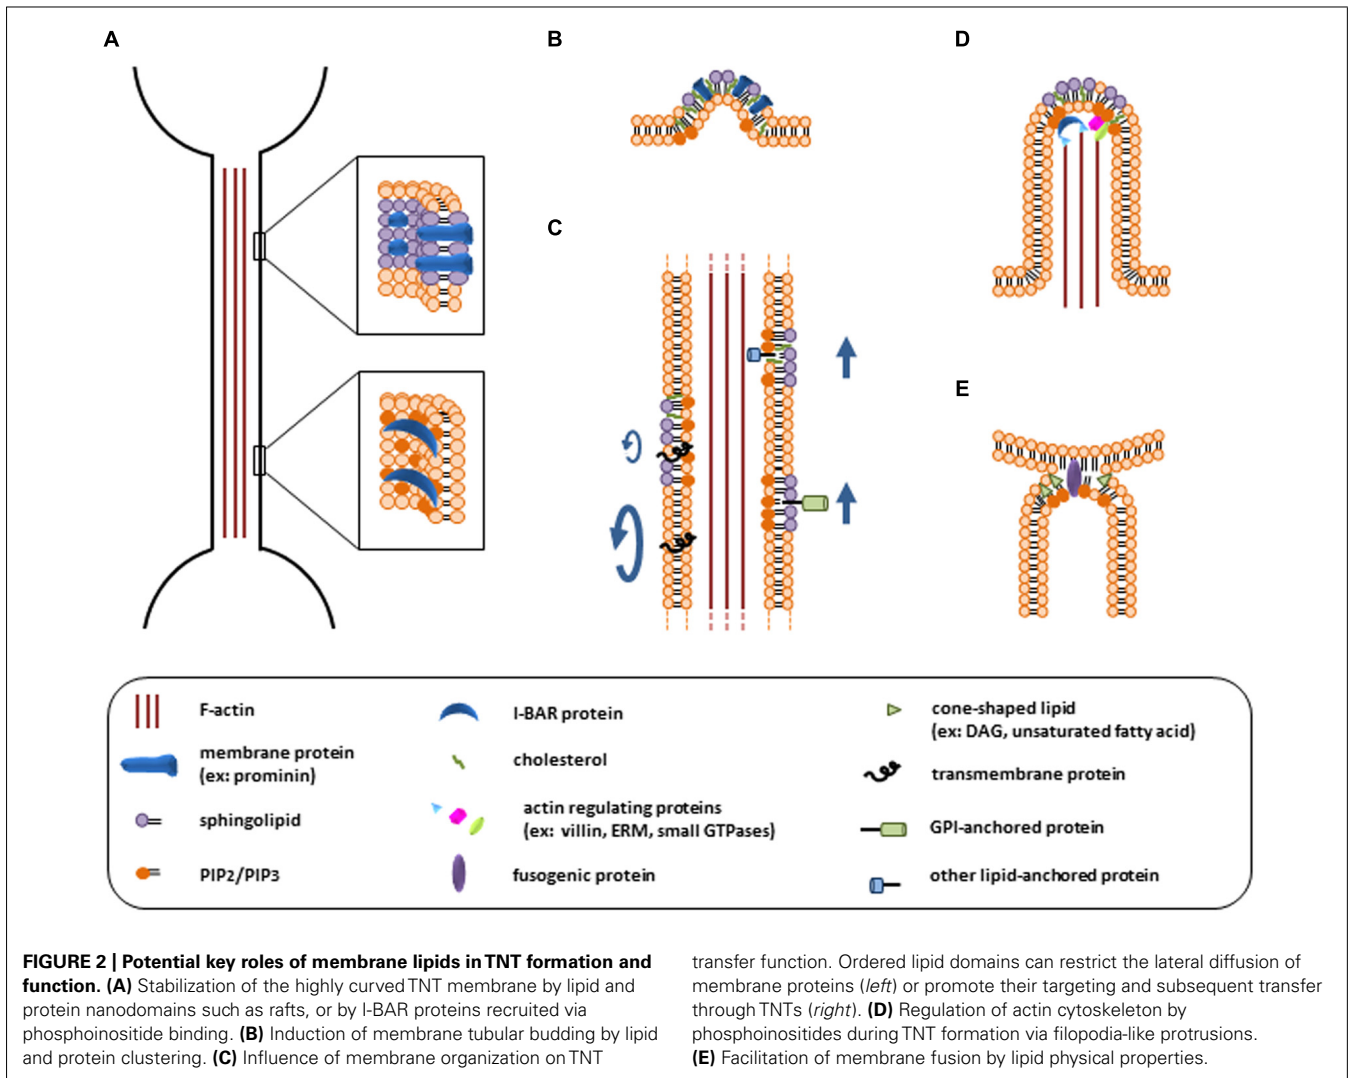 A
B
D
C
E
F-actin
membrane protein
(ex: prominin)
sphingolipid
PIP2/PIP3
I-BAR protein
cholesterol
actin regulating proteins
(ex: villin, ERM, small GTPases)
fusogenic protein
cone-shaped lipid
(ex: DAG, unsaturated fatty acid)
transmembrane protein
GPI-anchored protein
other lipid-anchored protein
FIGURE 2 | Potential key roles of membrane lipids in TNT formation and
function. (A) Stabilization of the highly curved TNT membrane by lipid and
protein nanodomains such as rafts, or by I-BAR proteins recruited via
phosphoinositide binding. (B) Induction of membrane tubular budding by lipid
and protein clustering. (C) Influence of membrane organization on TNT
transfer function. Ordered lipid domains can restrict the lateral diffusion of
membrane proteins (left) or promote their targeting and subsequent transfer
through TNTs (right). (D) Regulation of actin cytoskeleton by
phosphoinositides during TNT formation via filopodia-like protrusions.
(E) Facilitation of membrane fusion by lipid physical properties.